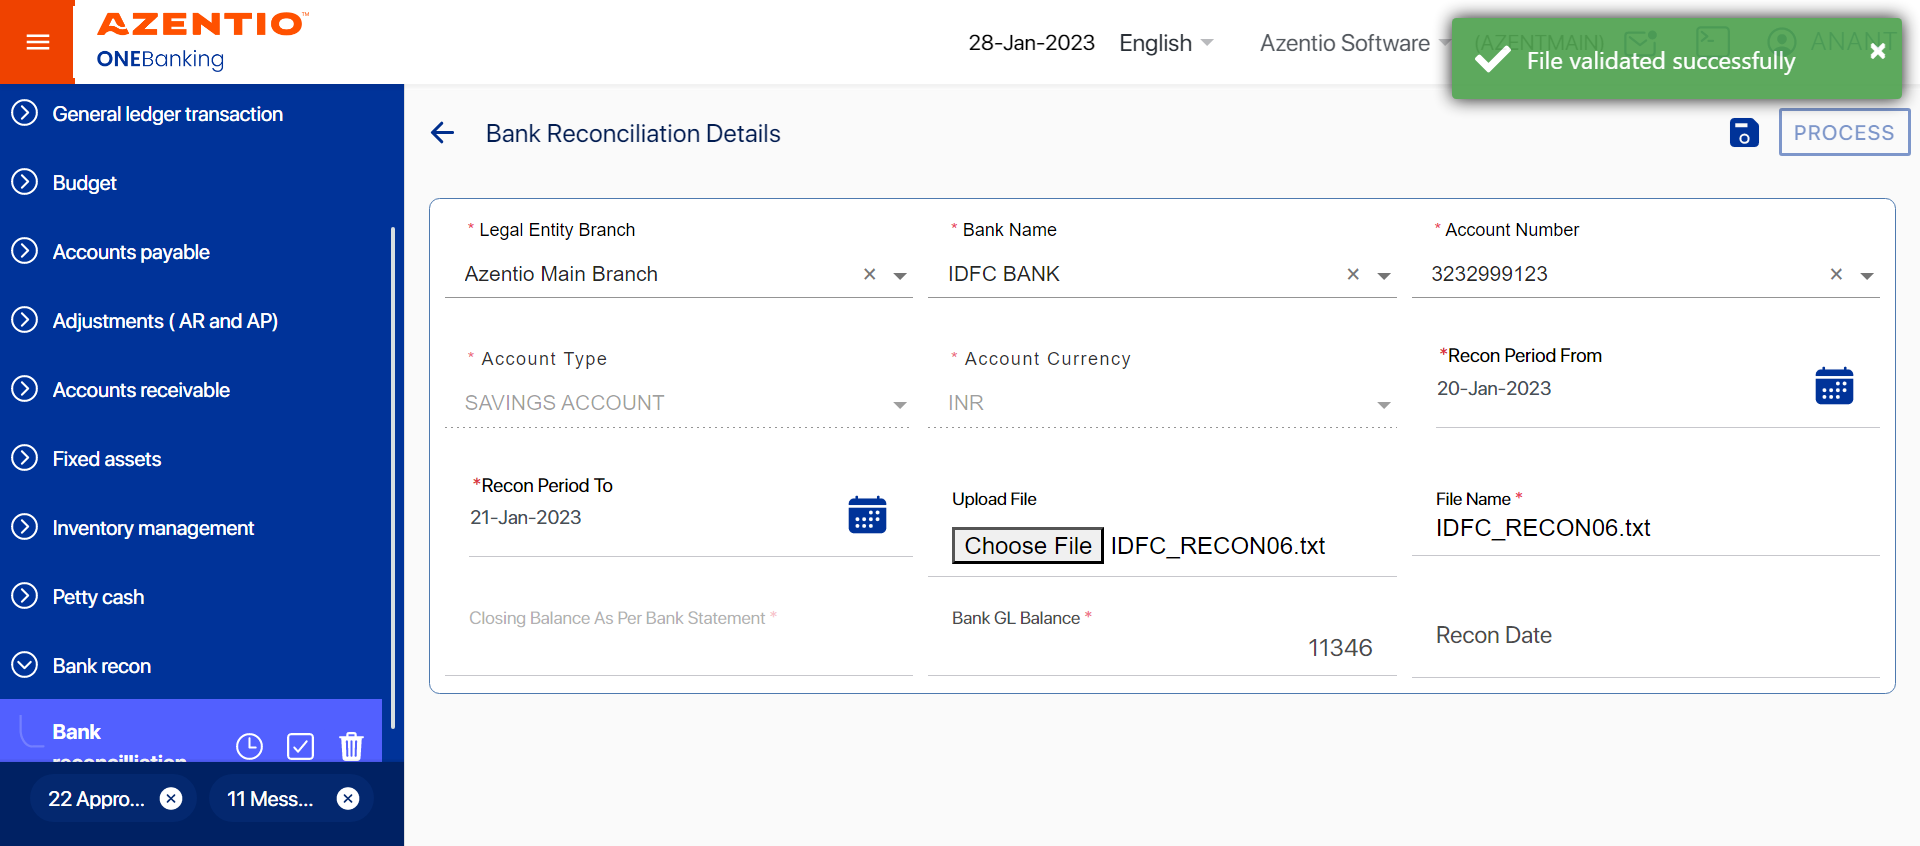 AZENTIO™
ONEBanking
28-Jan-2023
English
Azentio Software
(AZENTMAIN)
ANANT
File validated successfully
General ledger transaction
Budget
Accounts payable
Adjustments ( AR and AP)
Accounts receivable
Fixed assets
Inventory management
Petty cash
Bank recon
Bank
reconcilliation
22 Appro...
11 Mess...
Bank Reconciliation Details
PROCESS
* Legal Entity Branch
Azentio Main Branch
* Bank Name
IDFC BANK
* Account Number
3232999123
* Account Type
SAVINGS ACCOUNT
* Account Currency
INR
*Recon Period From
20-Jan-2023
*Recon Period To
21-Jan-2023
Upload File
Choose File IDFC_RECON06.txt
File Name *
IDFC_RECON06.txt
Closing Balance As Per Bank Statement *
Bank GL Balance *
11346
Recon Date